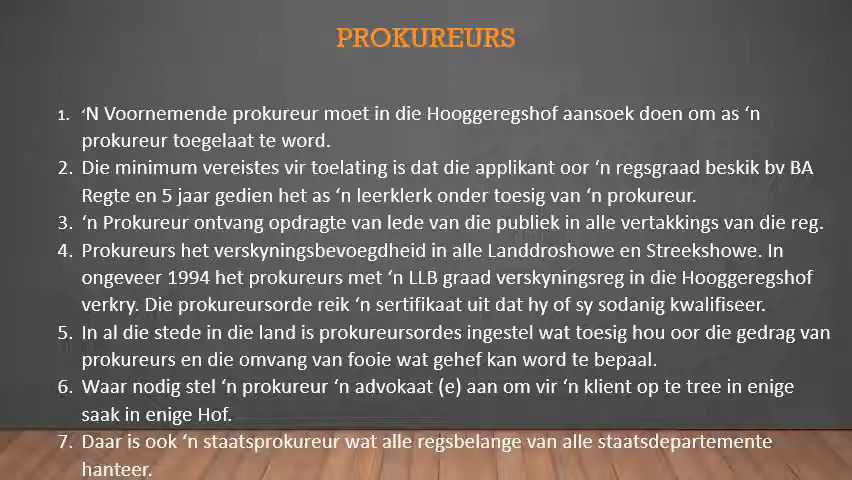 PROKUREURS
1. ‘N Voornemende prokureur moet in die Hooggeregshof aansoek doen om as ‘n
prokureur toegelaat te word.
2. Die minimum vereistes vir toelating is dat die applikant oor ‘n regsgraad beskik bv BA
Regte en 5 jaar gedien het as ‘n leerklerk onder toesig van ‘n prokureur.
3. ‘n Prokureur ontvang opdragte van lede van die publiek in alle vertakkings van die reg.
4. Prokureurs het verskyningsbevoegdheid in alle Landdroshowe en Streekshowe. In
ongeveer 1994 het prokureurs met ‘n LLB graad verskyningsreg in die Hooggeregshof
verkry. Die prokureursorde reik ‘n sertifikaat uit dat hy of sy sodanig kwalifiseer.
5. In al die stede in die land is prokureursordes ingestel wat toesig hou oor die gedrag van
prokureurs en die omvang van fooie wat gehef kan word te bepaal.
6. Waar nodig stel ‘n prokureur ‘n advokaat (e) aan om vir ‘n klient op te tree in enige
saak in enige Hof.
7. Daar is ook ‘n staatsprokureur wat alle regsbelange van alle staatsdepartemente
hanteer.